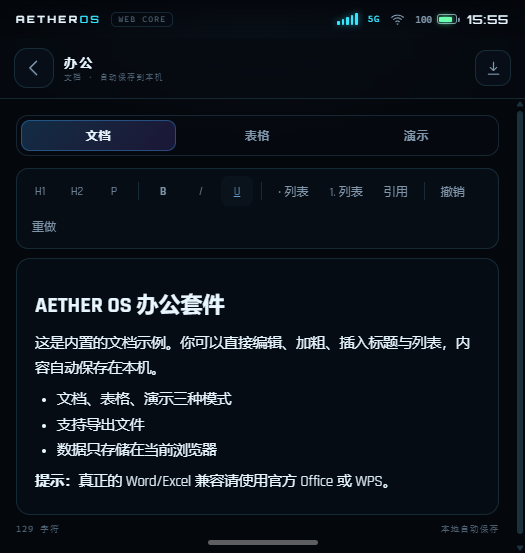 AETHEROS WEB CORE 5G 100 15:55
办公
文档 · 自动保存到本机
文档 表格 演示
H1 H2 P B I U · 列表 1. 列表 引用 撤销
重做
AETHER OS 办公套件
这是内置的文档示例。你可以直接编辑、加粗、插入标题与列表，内
容自动保存在本机。
• 文档、表格、演示三种模式
• 支持导出文件
• 数据只存储在当前浏览器
提示：真正的 Word/Excel 兼容请使用官方 Office 或 WPS。
129 字符 本地自动保存